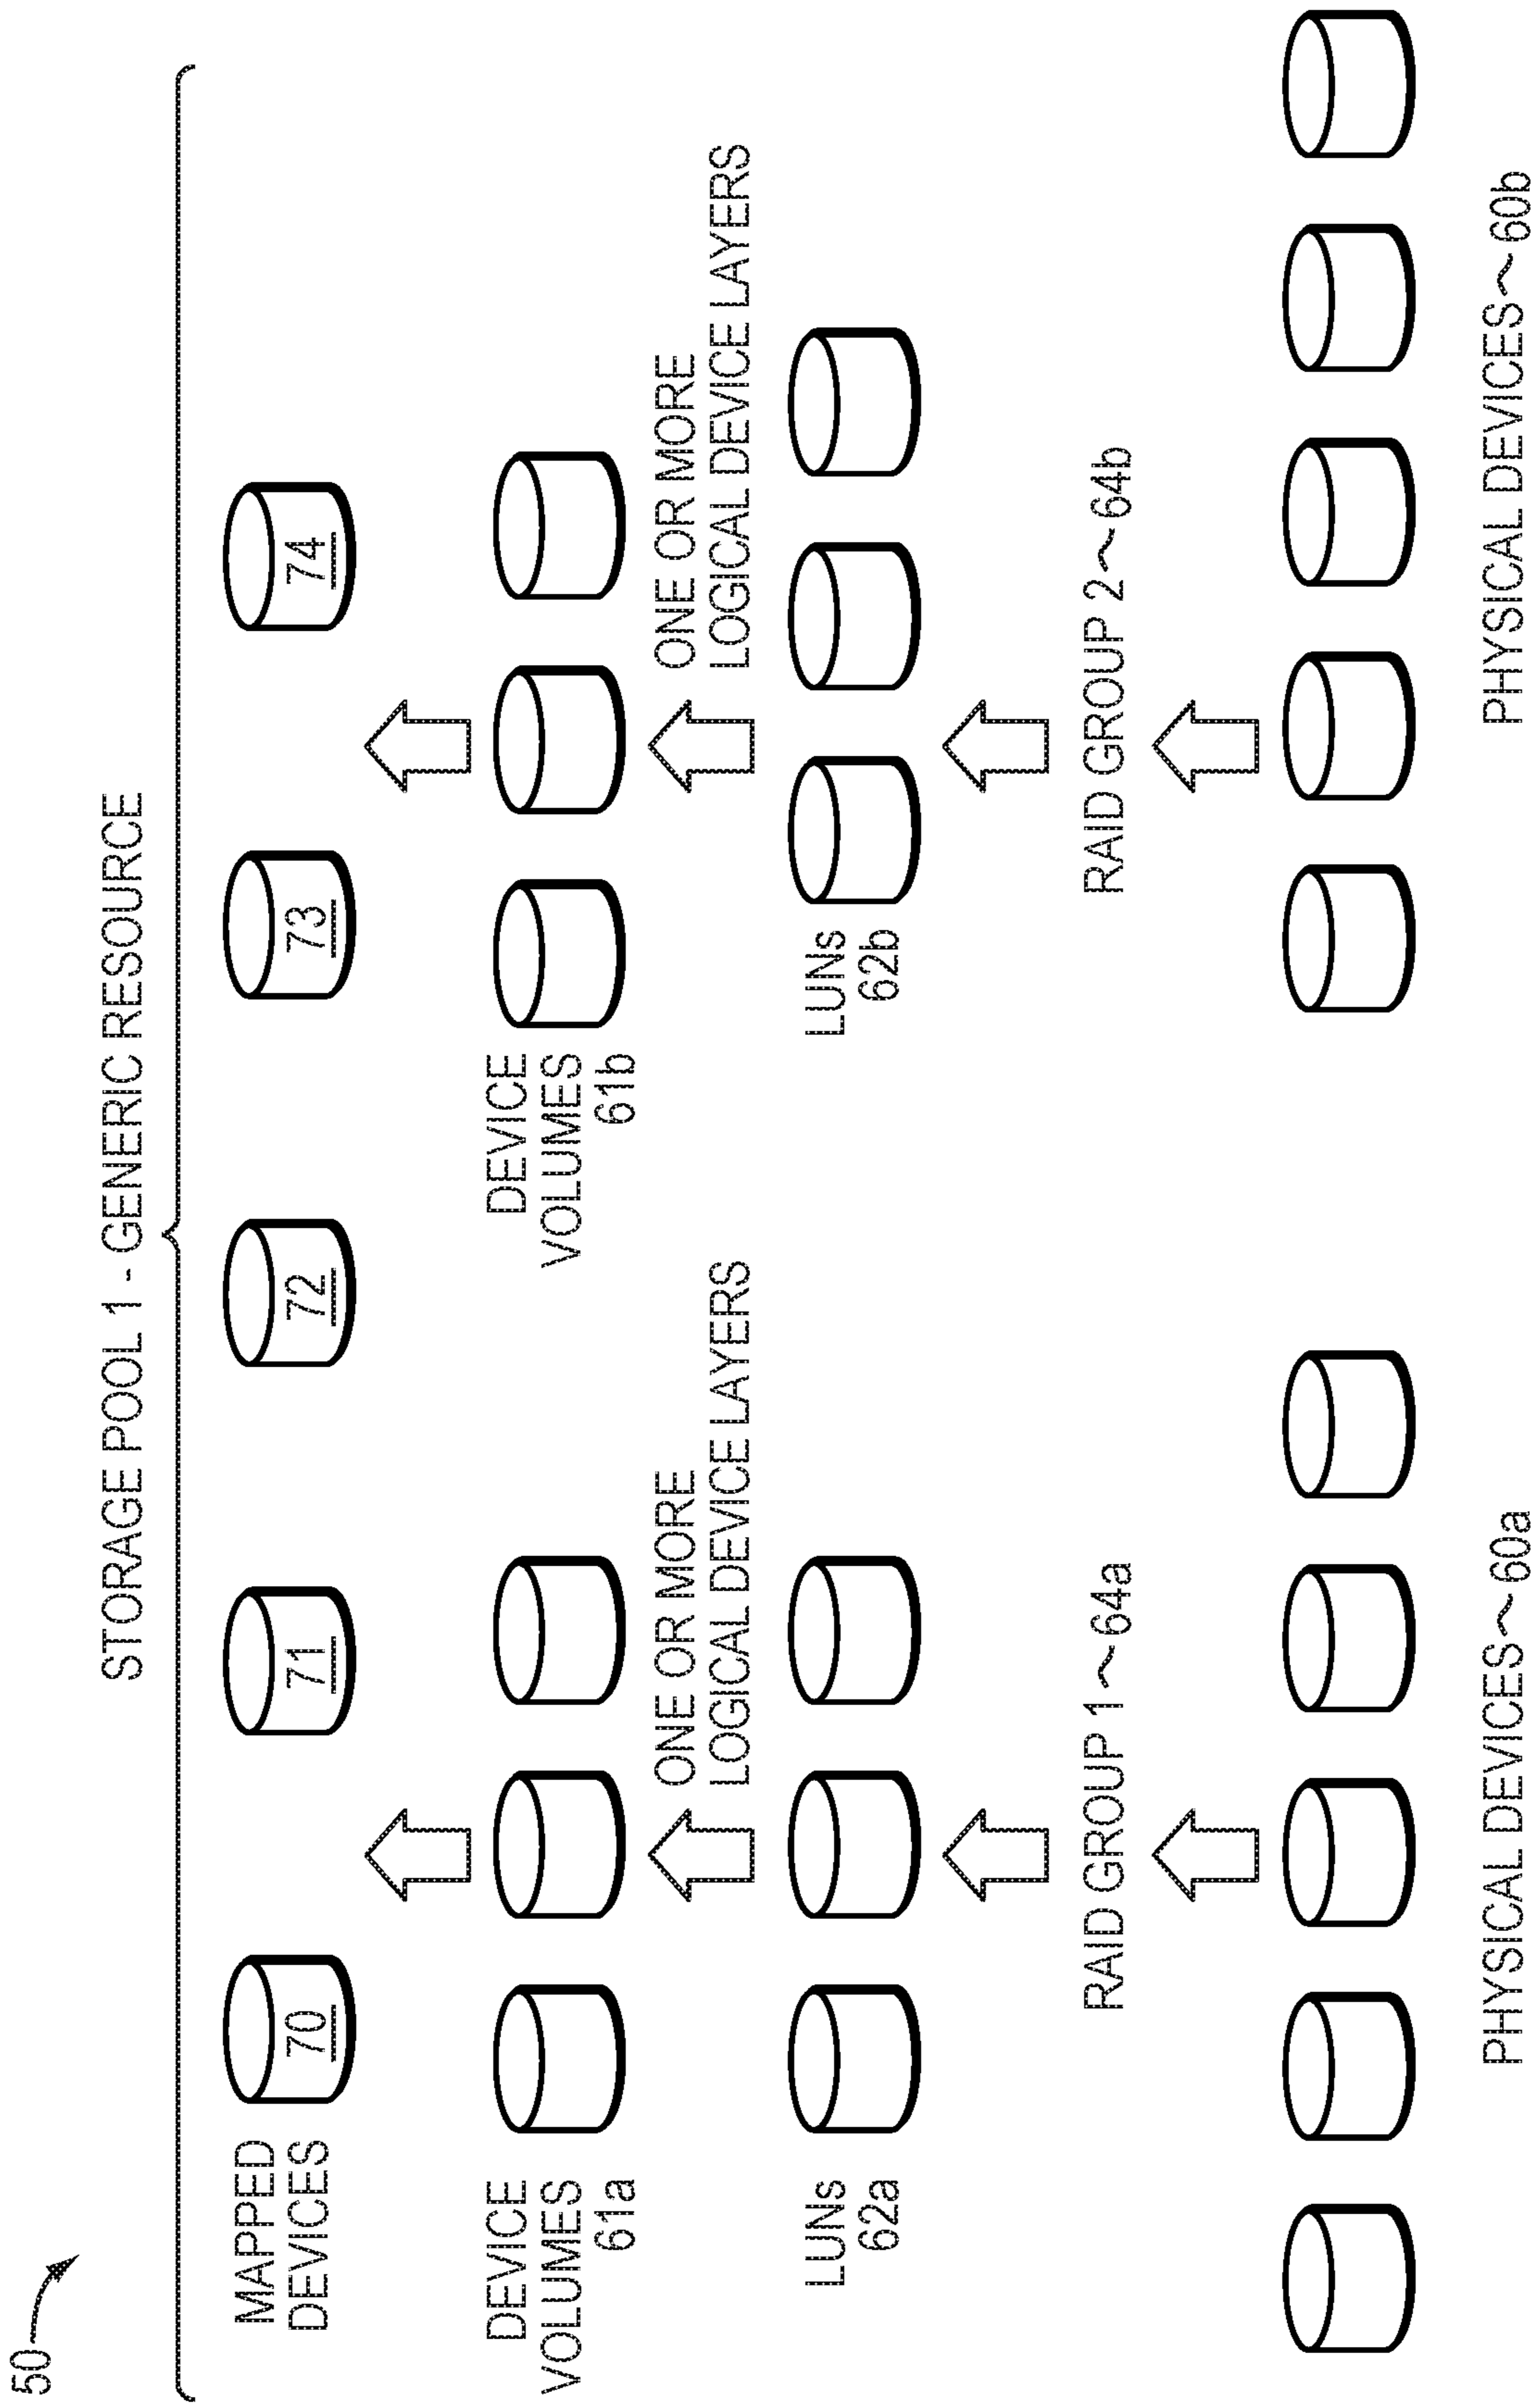 50
STORAGE POOL 1 - GENERIC RESOURCE
MAPPED
DEVICES
70
71
72
73
74
DEVICE
VOLUMES
61a
DEVICE
VOLUMES
61b
ONE OR MORE
LOGICAL DEVICE LAYERS
ONE OR MORE
LOGICAL DEVICE LAYERS
LUNs
62a
LUNs
62b
RAID GROUP 1~64a
RAID GROUP 2~64b
PHYSICAL DEVICES~60a
PHYSICAL DEVICES~60b